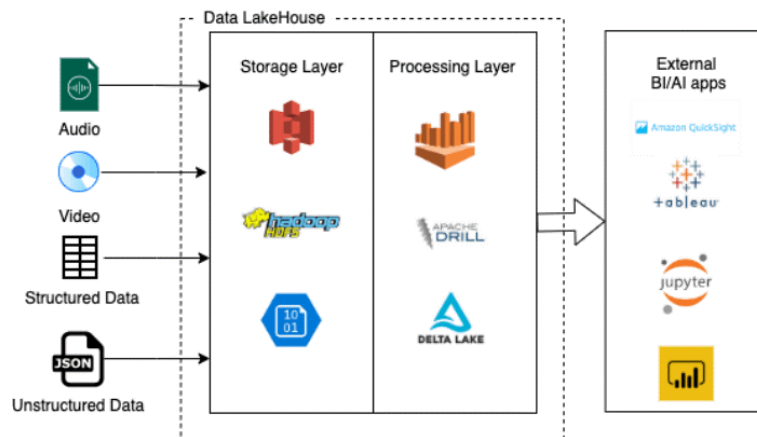 Data LakeHouse
Storage Layer
Processing Layer
External
BI/AI apps
Audio
Video
Structured Data
JSON
Unstructured Data
hadoop
HDFS
10
01
APACHE
DRILL
DELTA LAKE
Amazon QuickSight
+ableau
jupyter